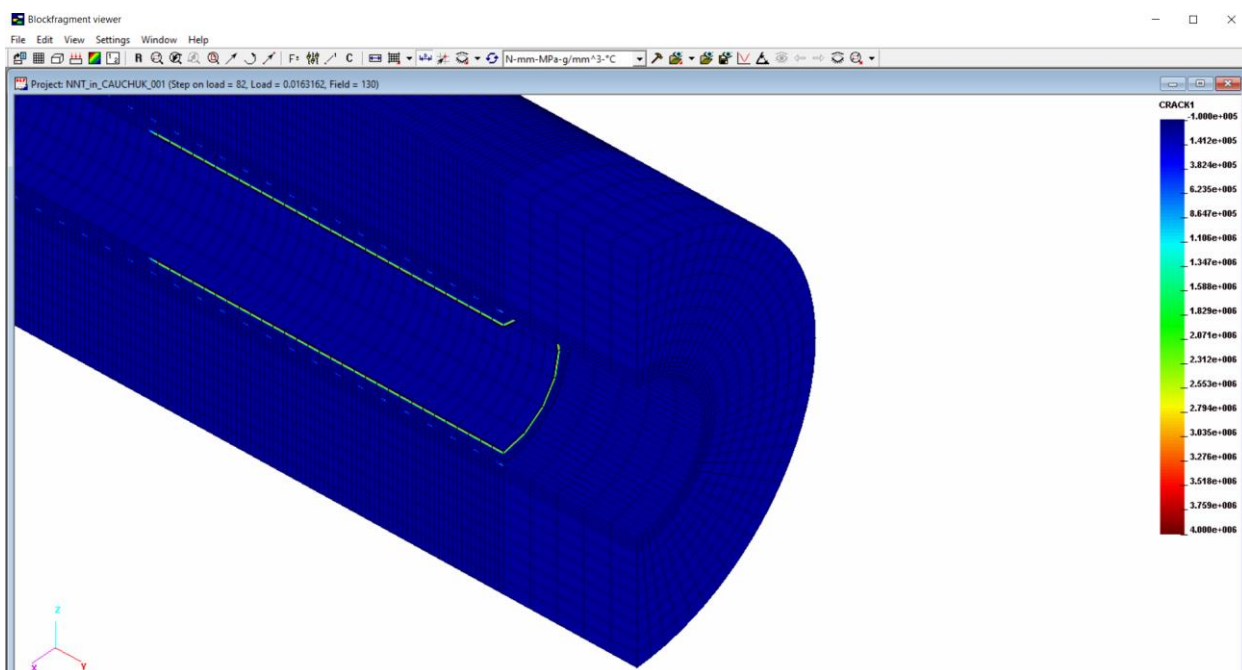 Blockfragment viewer
File Edit View Settings Window Help
R F: C N-mm-MPa-g/mm^3-°C
Project: NNT_in_CAUCHUK_001 (Step on load = 82, Load = 0.0163162, Field = 130)
CRACK1
-1.000e+005
1.412e+005
3.824e+005
6.235e+005
8.647e+005
1.106e+006
1.347e+006
1.588e+006
1.829e+006
2.071e+006
2.312e+006
2.553e+006
2.794e+006
3.035e+006
3.276e+006
3.518e+006
3.759e+006
4.000e+006
Z
X Y